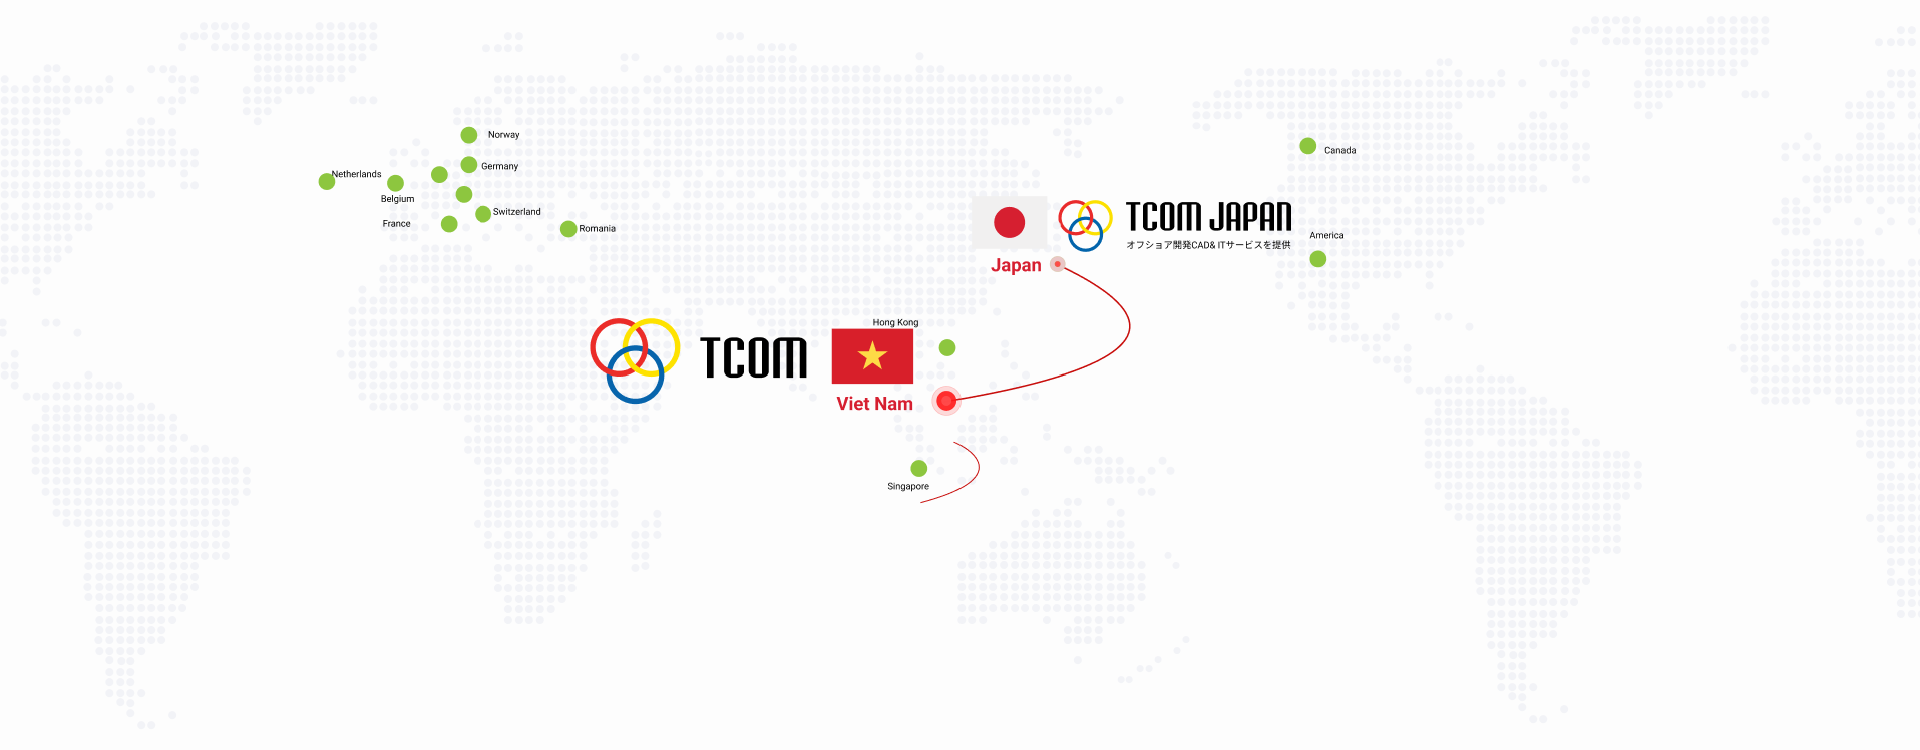 Norway
Germany
Netherlands
Belgium
France
Switzerland
Romania
Canada
America
TCOM JAPAN
オフショア開発CAD& ITサービスを提供
Japan
Hong Kong
TCOM
Viet Nam
Singapore